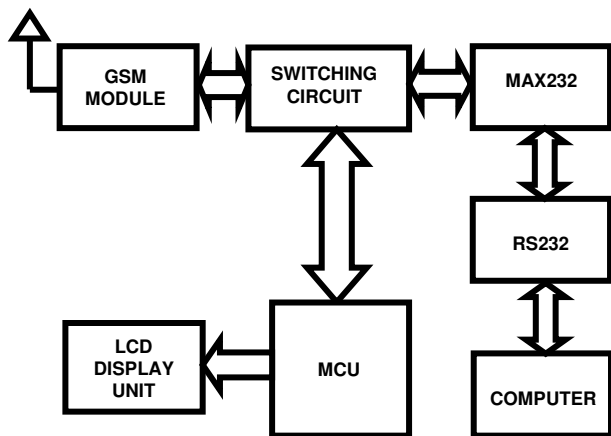 GSM
MODULE
SWITCHING
CIRCUIT
MAX232
RS232
LCD
DISPLAY
UNIT
MCU
COMPUTER